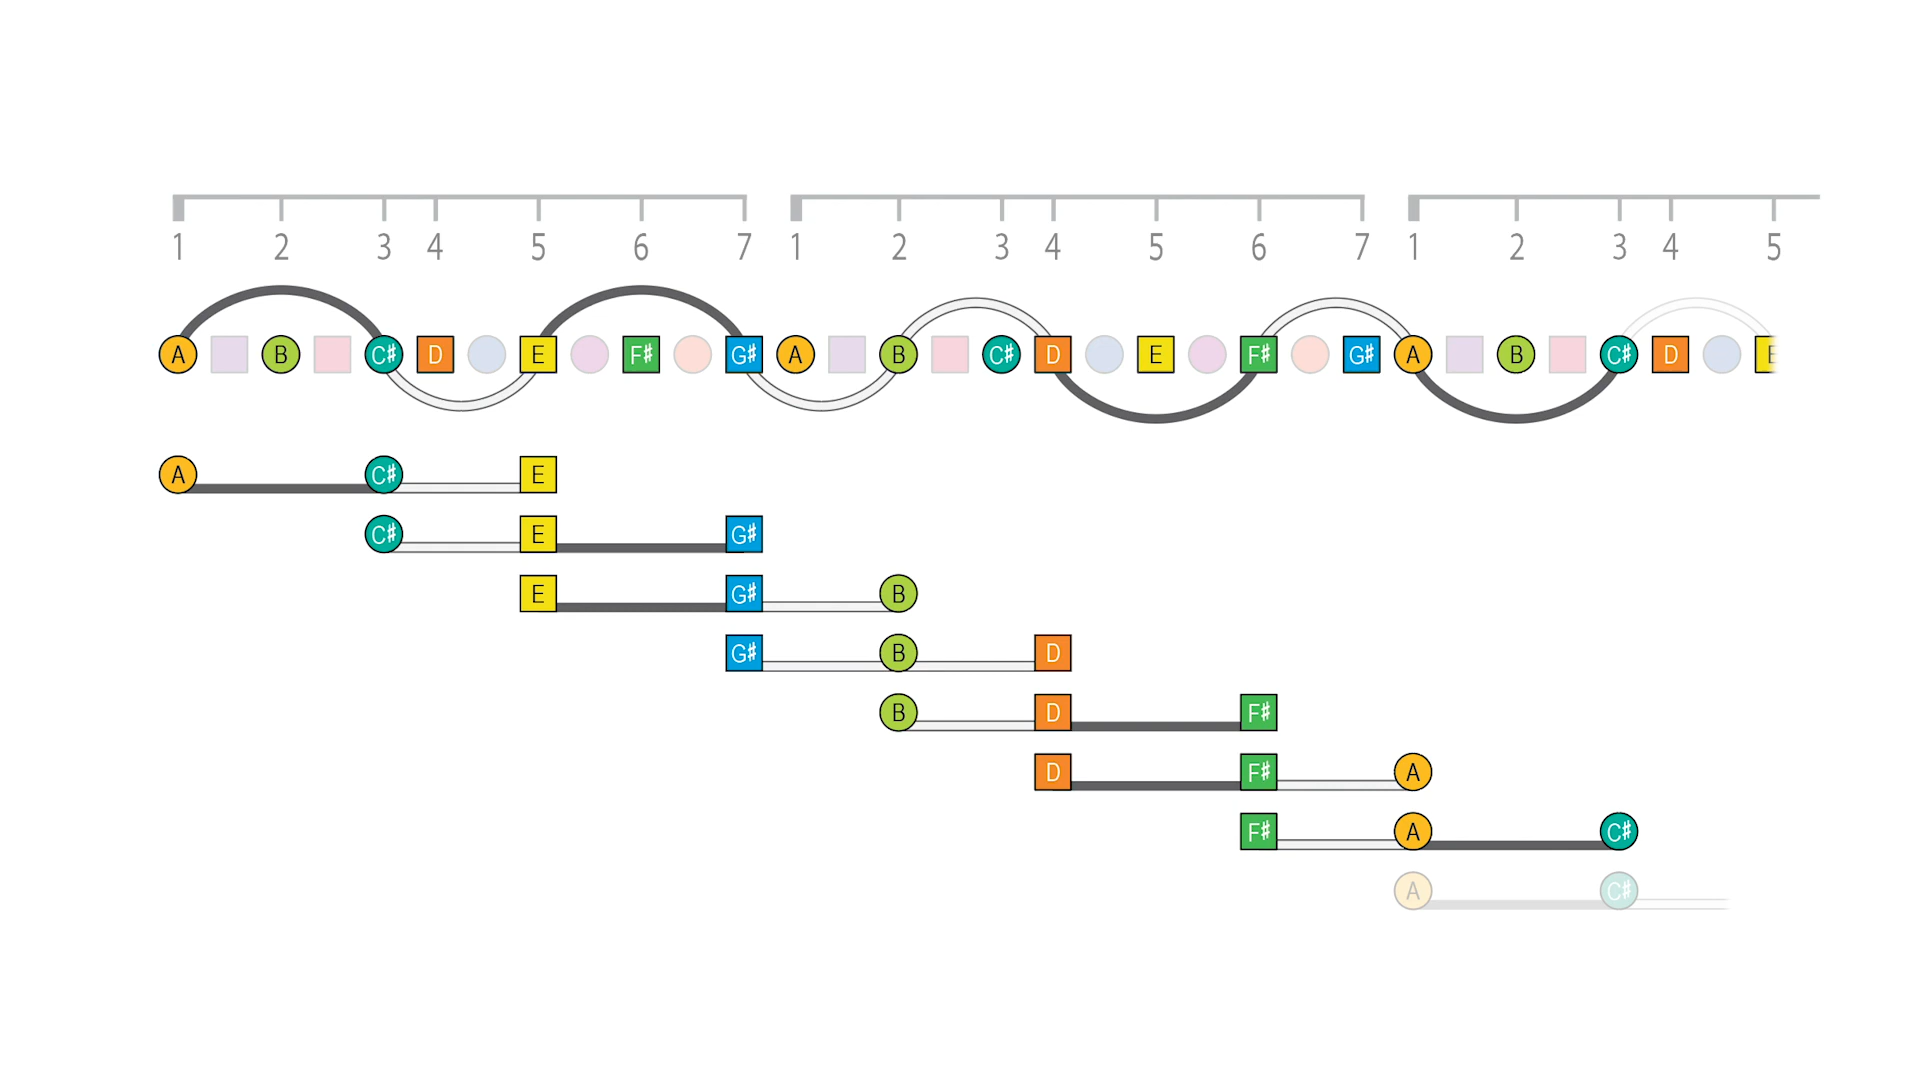 1 2 3 4 5 6 7 1 2 3 4 5 6 7 1 2 3 4 5
A B C♯ D E F♯ G♯ A B C♯ D E F♯ G♯ A B C♯ D E
A C♯ E
C♯ E G♯
E G♯ B
G♯ B D
B D F♯
D F♯ A
F♯ A C♯
A C♯